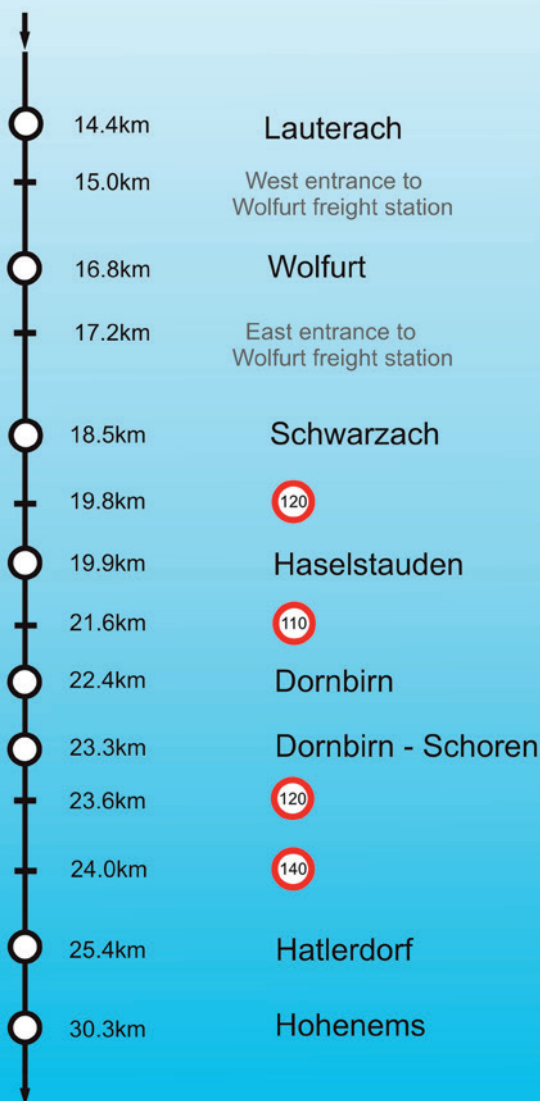 14.4km Lauterach
15.0km West entrance to
Wolfurt freight station
16.8km Wolfurt
17.2km East entrance to
Wolfurt freight station
18.5km Schwarzach
19.8km 120
19.9km Haselstauden
21.6km 110
22.4km Dornbirn
23.3km Dornbirn - Schoren
23.6km 120
24.0km 140
25.4km Hatlerdorf
30.3km Hohenems